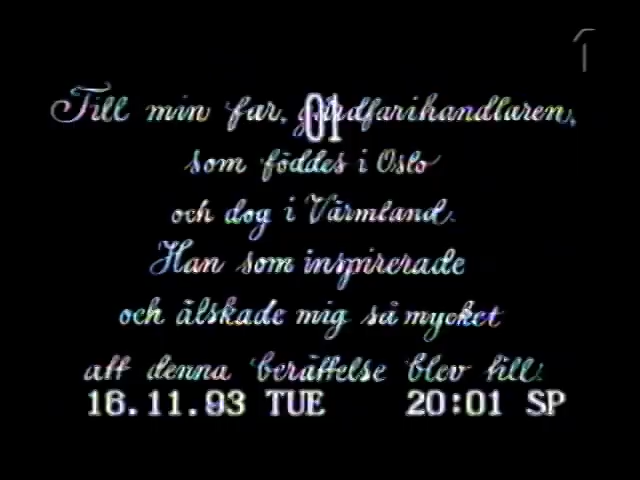 1
Till min far, gårdfarihandlaren,
01
som föddes i Oslo
och dog i Värmland.
Han som inspirerade
och älskade mig så mycket
att denna berättelse blev till.
16.11.93 TUE 20:01 SP